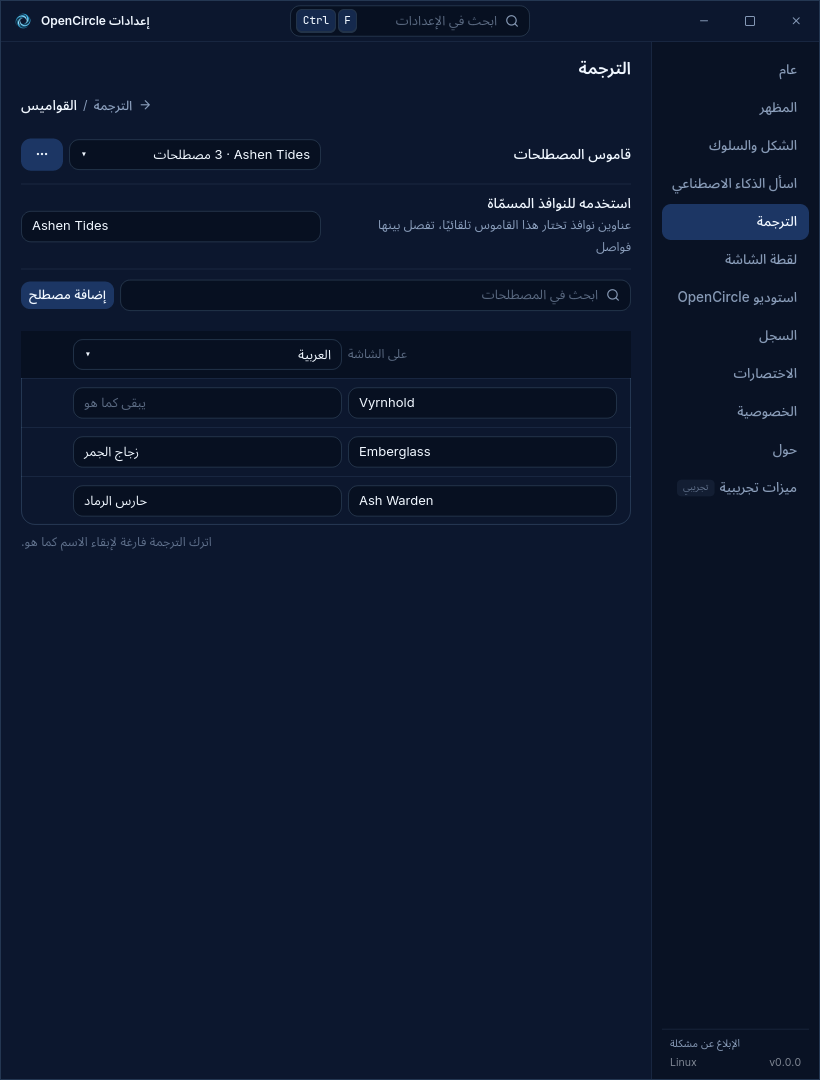 إعدادات OpenCircle
ابحث في الإعدادات
Ctrl F
عام
المظهر
الشكل والسلوك
اسأل الذكاء الاصطناعي
الترجمة
لقطة الشاشة
استوديو OpenCircle
السجل
الاختصارات
الخصوصية
حول
ميزات تجريبية تجريبي
الإبلاغ عن مشكلة
Linux v0.0.0
الترجمة
الترجمة / القواميس
قاموس المصطلحات
Ashen Tides · 3 مصطلحات
استخدمه للنوافذ المسمّاة
عناوين نوافذ تختار هذا القاموس تلقائيًا، تفصل بينها
فواصل
Ashen Tides
ابحث في المصطلحات
إضافة مصطلح
على الشاشة
العربية
Vyrnhold
يبقى كما هو
Emberglass
زجاج الجمر
Ash Warden
حارس الرماد
اترك الترجمة فارغة لإبقاء الاسم كما هو.